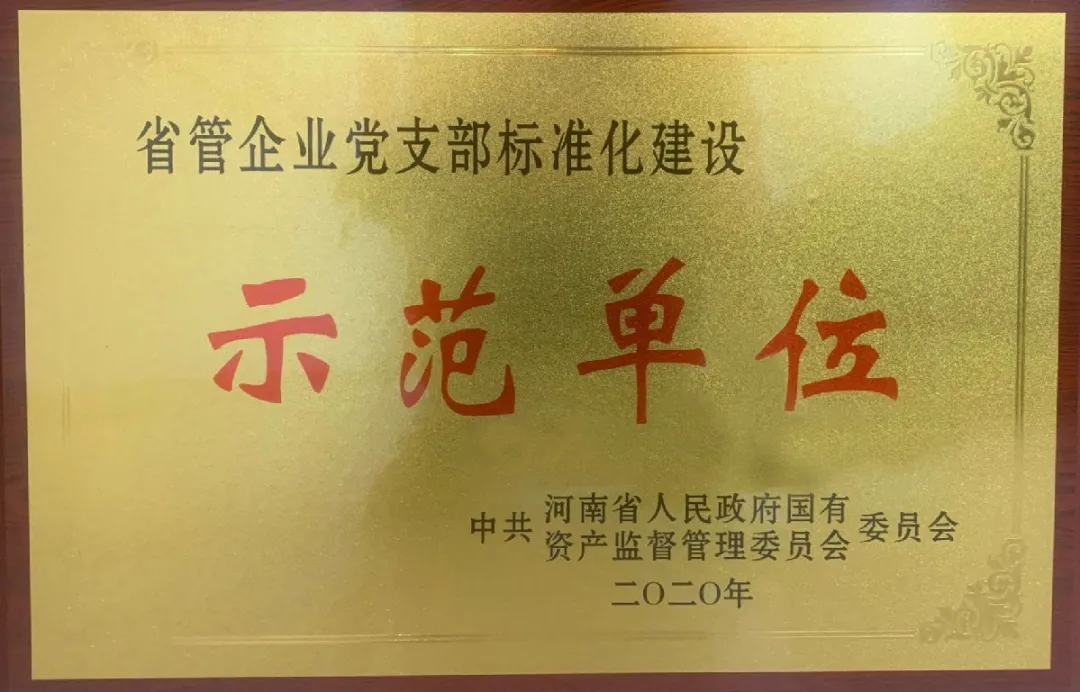 省管企业党支部标准化建设
示范单位
中共河南省人民政府国有资产监督管理委员会委员会
二〇二〇年